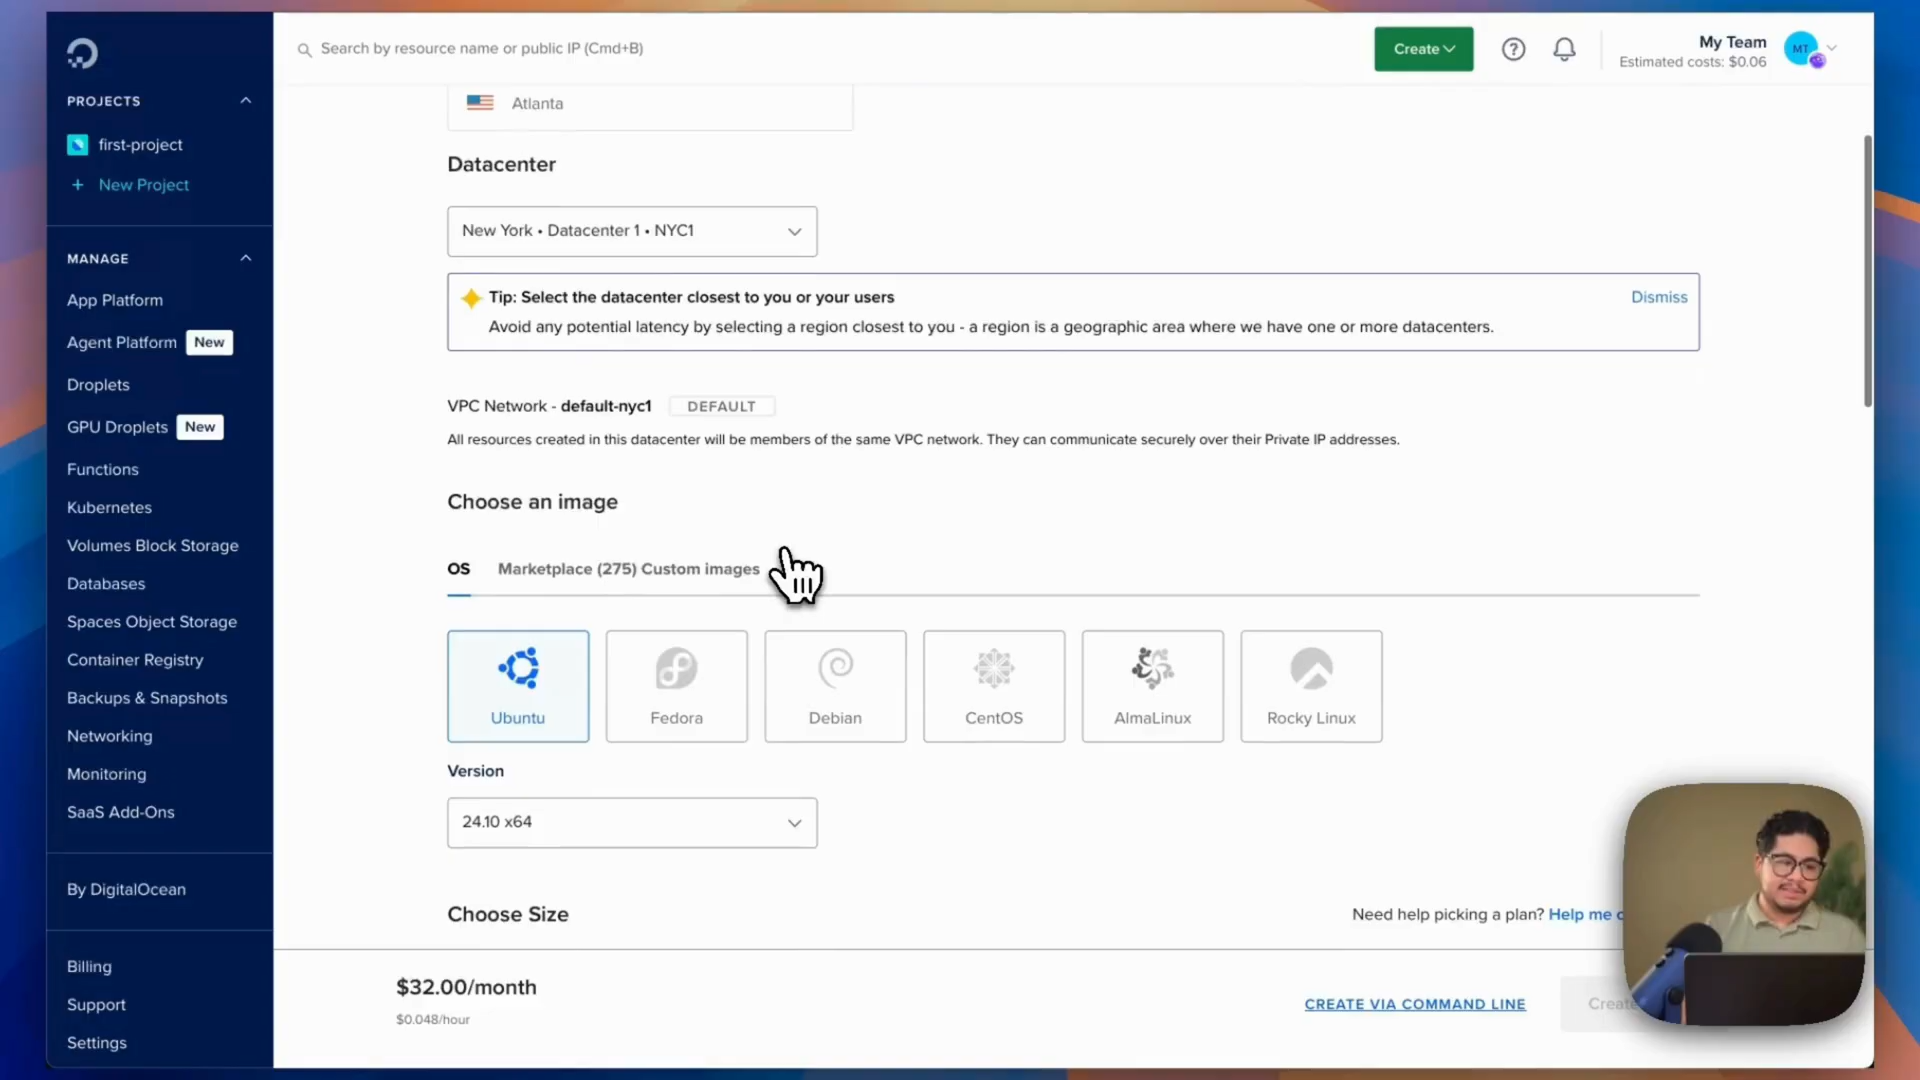 PROJECTS
first-project
+ New Project
MANAGE
App Platform
Agent Platform New
Droplets
GPU Droplets New
Functions
Kubernetes
Volumes Block Storage
Databases
Spaces Object Storage
Container Registry
Backups & Snapshots
Networking
Monitoring
SaaS Add-Ons
By DigitalOcean
Billing
Support
Settings
Search by resource name or public IP (Cmd+B)
Create
My Team
Estimated costs: $0.06
MT
Atlanta
Datacenter
New York • Datacenter 1 • NYC1
Tip: Select the datacenter closest to you or your users
Dismiss
Avoid any potential latency by selecting a region closest to you - a region is a geographic area where we have one or more datacenters.
VPC Network - default-nyc1 DEFAULT
All resources created in this datacenter will be members of the same VPC network. They can communicate securely over their Private IP addresses.
Choose an image
OS Marketplace (275) Custom images
Ubuntu
Fedora
Debian
CentOS
AlmaLinux
Rocky Linux
Version
24.10 x64
Choose Size
Need help picking a plan? Help me
$32.00/month
$0.048/hour
CREATE VIA COMMAND LINE
Create